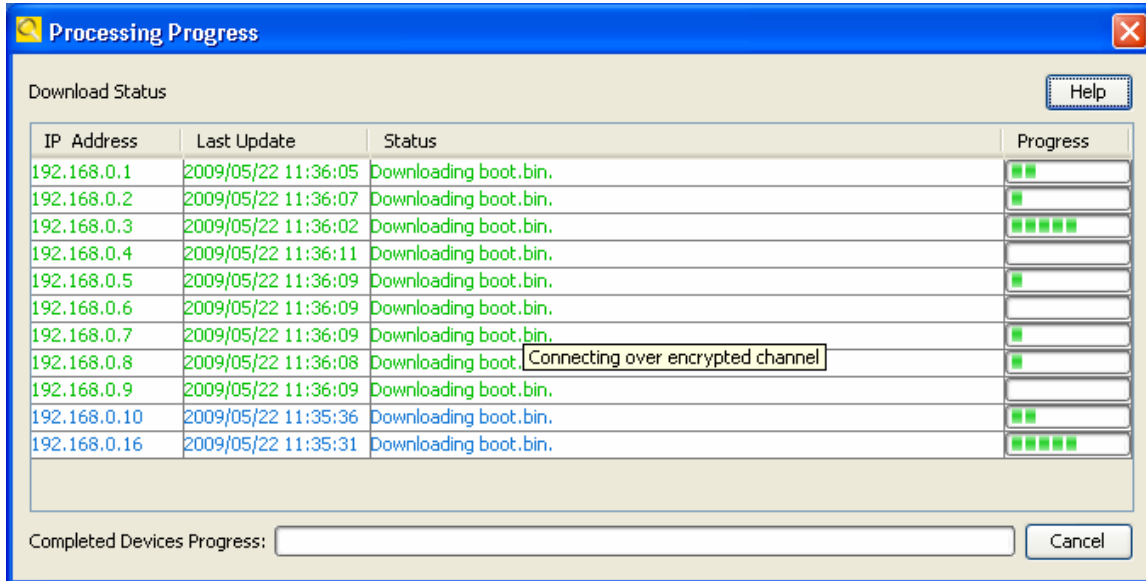 Processing Progress
Download Status
Help
IP Address Last Update Status Progress
192.168.0.1 2009/05/22 11:36:05 Downloading boot.bin.
192.168.0.2 2009/05/22 11:36:07 Downloading boot.bin.
192.168.0.3 2009/05/22 11:36:02 Downloading boot.bin.
192.168.0.4 2009/05/22 11:36:11 Downloading boot.bin.
192.168.0.5 2009/05/22 11:36:09 Downloading boot.bin.
192.168.0.6 2009/05/22 11:36:09 Downloading boot.bin.
192.168.0.7 2009/05/22 11:36:09 Downloading boot.bin.
Connecting over encrypted channel
192.168.0.8 2009/05/22 11:36:08 Downloading boot.
192.168.0.9 2009/05/22 11:36:09 Downloading boot.bin.
192.168.0.10 2009/05/22 11:35:36 Downloading boot.bin.
192.168.0.16 2009/05/22 11:35:31 Downloading boot.bin.
Completed Devices Progress:
Cancel